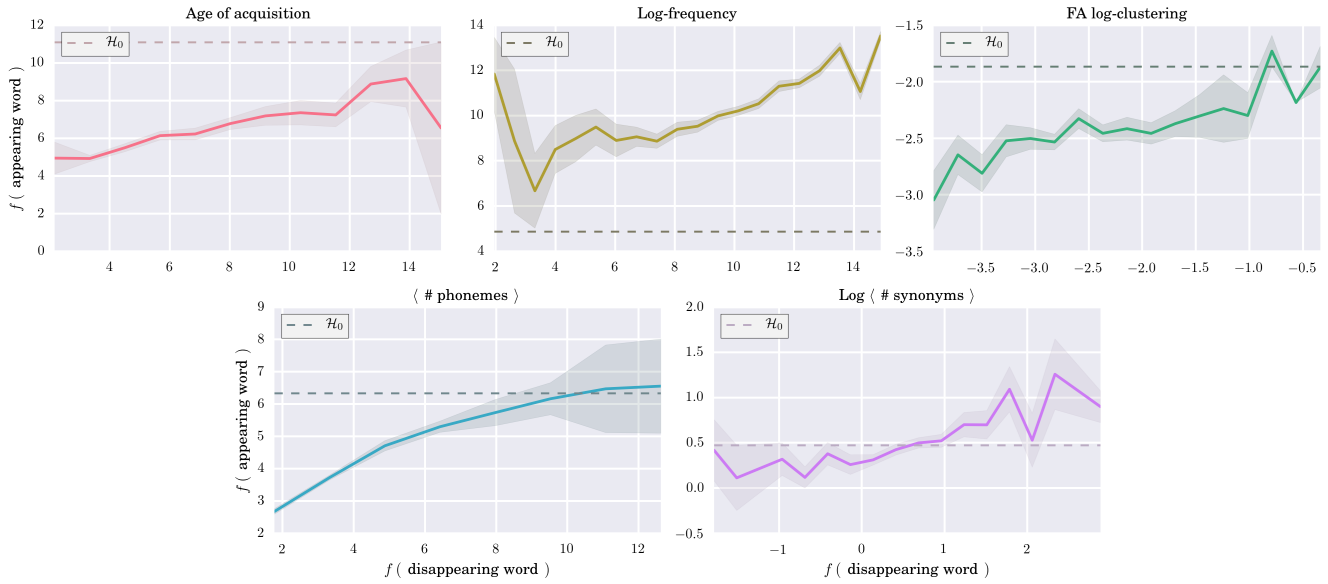 Age of acquisition
Log-frequency
FA log-clustering
12
10
8
6
4
2
0
ℋ₀
4 6 8 10 12 14
f ( appearing word )
14
12
10
8
6
4
ℋ₀
2 4 6 8 10 12 14
−1.5
−2.0
−2.5
−3.0
−3.5
ℋ₀
−3.5 −3.0 −2.5 −2.0 −1.5 −1.0 −0.5
⟨ # phonemes ⟩
Log ⟨ # synonyms ⟩
9
8
7
6
5
4
3
2
ℋ₀
2 4 6 8 10 12
f ( appearing word )
f ( disappearing word )
2.0
1.5
1.0
0.5
0.0
−0.5
ℋ₀
−1 0 1 2
f ( disappearing word )